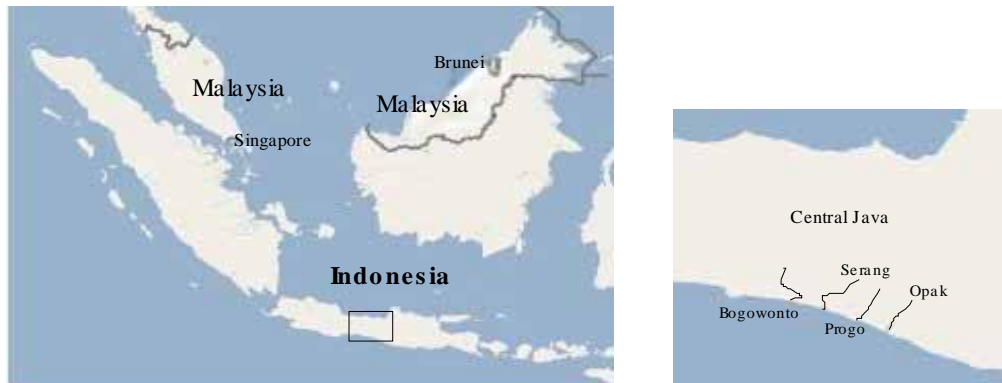 Brunei
Malaysia
Malaysia
Singapore
Indonesia
Central Java
Serang
Opak
Bogowonto
Progo